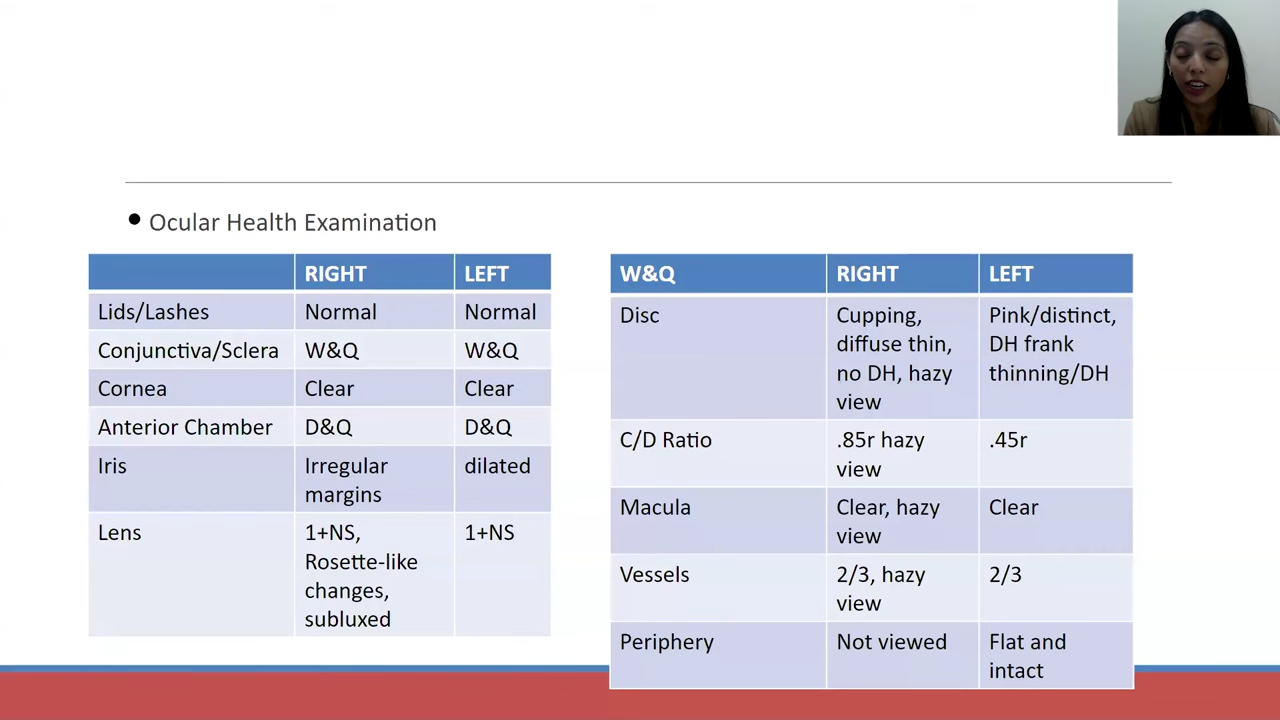 Ocular Health Examination
RIGHT LEFT
Lids/Lashes Normal Normal
Conjunctiva/Sclera W&Q W&Q
Cornea Clear Clear
Anterior Chamber D&Q D&Q
Iris Irregular dilated
margins
Lens 1+NS, 1+NS
Rosette-like
changes,
subluxed
W&Q RIGHT LEFT
Disc Cupping, Pink/distinct,
diffuse thin, DH frank
no DH, hazy thinning/DH
view
C/D Ratio .85r hazy .45r
view
Macula Clear, hazy Clear
view
Vessels 2/3, hazy 2/3
view
Periphery Not viewed Flat and
intact